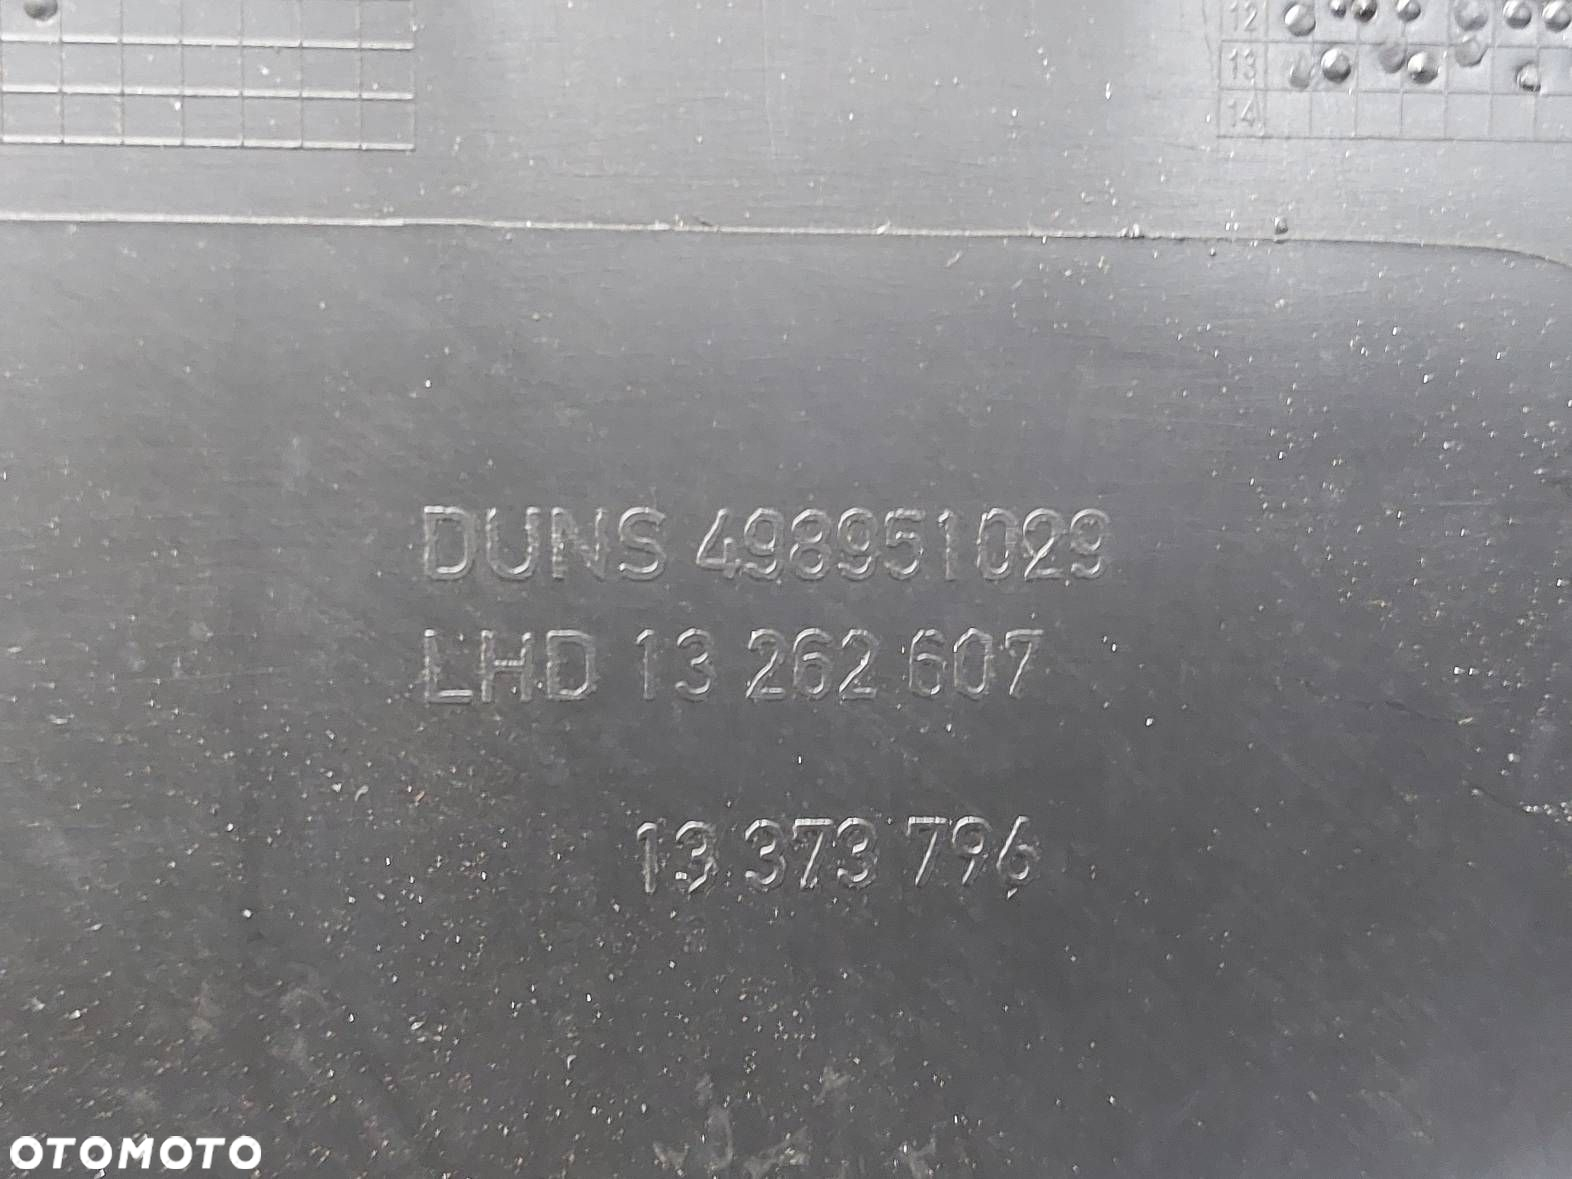 12
13
14
DUNS 498951029
LHD 13 262 607
13 373 796
OTOMOTO